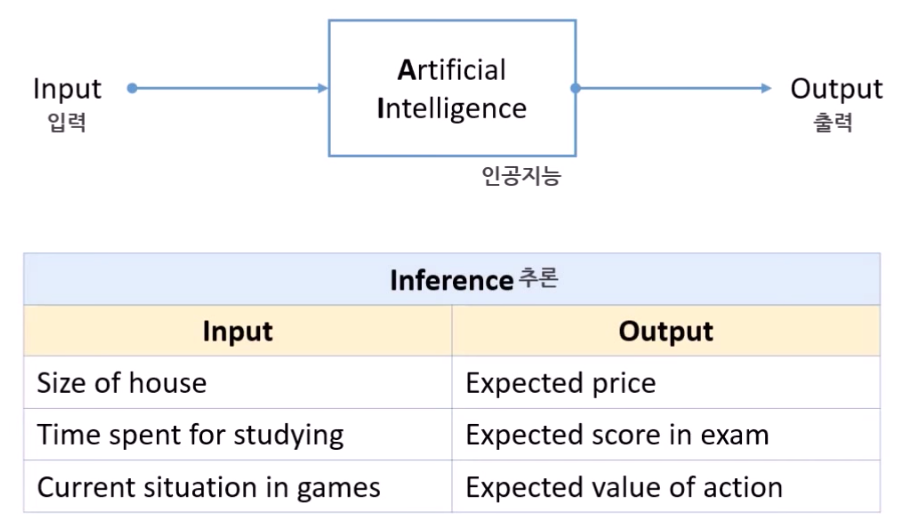 Input
입력
Artificial
Intelligence
인공지능
Output
출력
Inference 추론
Input Output
Size of house Expected price
Time spent for studying Expected score in exam
Current situation in games Expected value of action